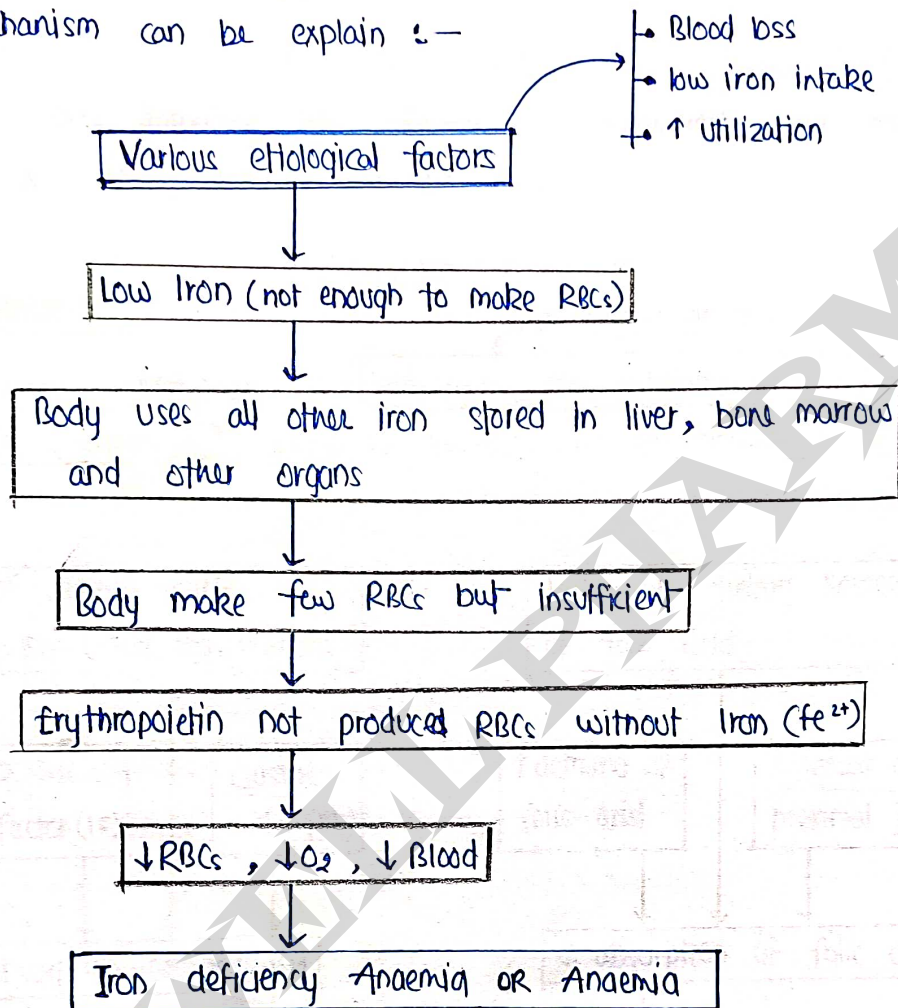 hanism can be explain :-
• Blood loss
• low iron intake
• ↑ utilization
Various etiological factors
Low Iron (not enough to make RBCs)
Body uses all other iron stored in liver, bone marrow
and other organs
Body make few RBCs but insufficient
Erythropoietin not produced RBCs without Iron (fe²⁺)
↓RBCs , ↓O₂ , ↓ Blood
Iron deficiency Anaemia OR Anaemia
WELL PHARM